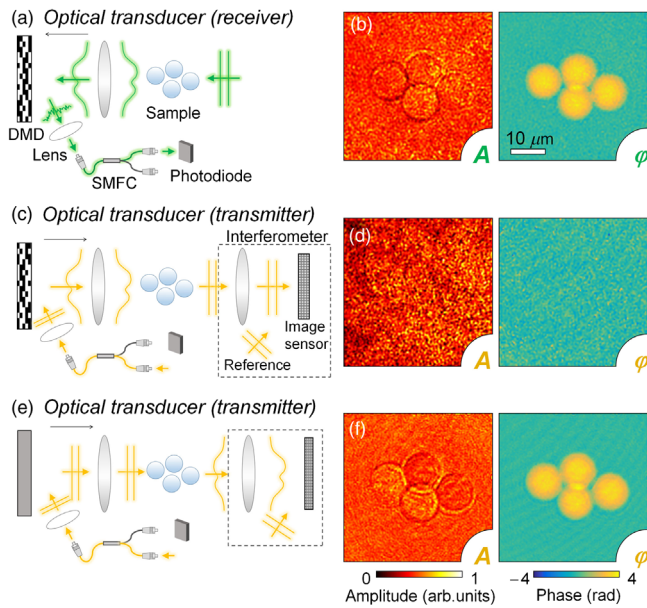 (a) Optical transducer (receiver)
Sample
DMD
Lens
SMFC
Photodiode
(b)
A
10 μm
φ
(c) Optical transducer (transmitter)
Interferometer
Image
sensor
Reference
(d)
A
φ
(e) Optical transducer (transmitter)
(f)
A
φ
0 1
Amplitude (arb.units)
−4 4
Phase (rad)